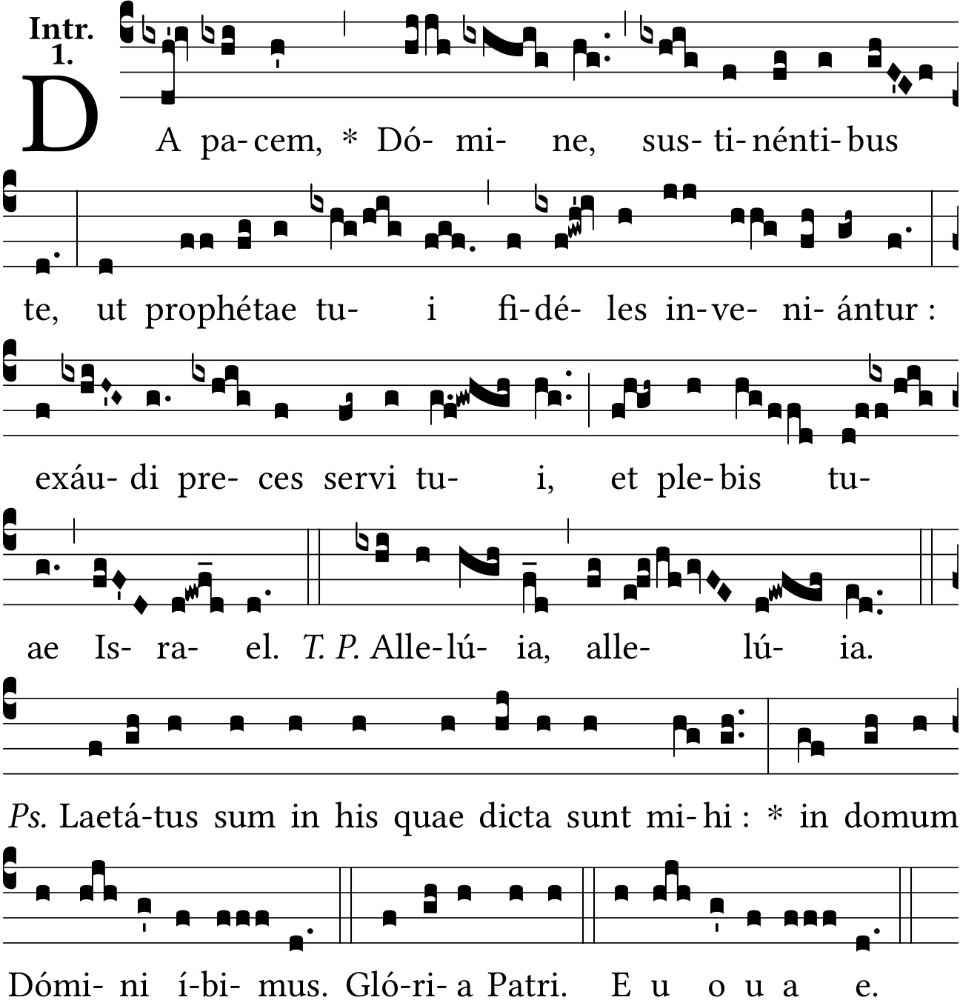 Intr.
1.
DA pa-cem, * Dó-mi-ne, sus-ti-nénti-bus
te, ut prophétae tu-i fi-dé-les in-ve-ni-ántur :
exáu-di pre-ces servi tu-i, et ple-bis tu-
ae Is-ra-el. T. P. Alle-lú-ia, alle-lú-ia.
Ps. Laetá-tus sum in his quae dicta sunt mi-hi : * in domum
Dómi-ni í-bi-mus. Gló-ri-a Patri. E u o u a e.